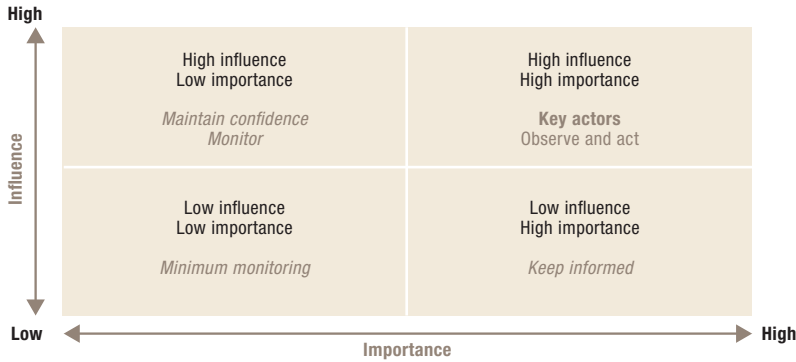 High
High influence
Low importance
Maintain confidence
Monitor
High influence
High importance
Key actors
Observe and act
Influence
Low influence
Low importance
Minimum monitoring
Low influence
High importance
Keep informed
Low
High
Importance